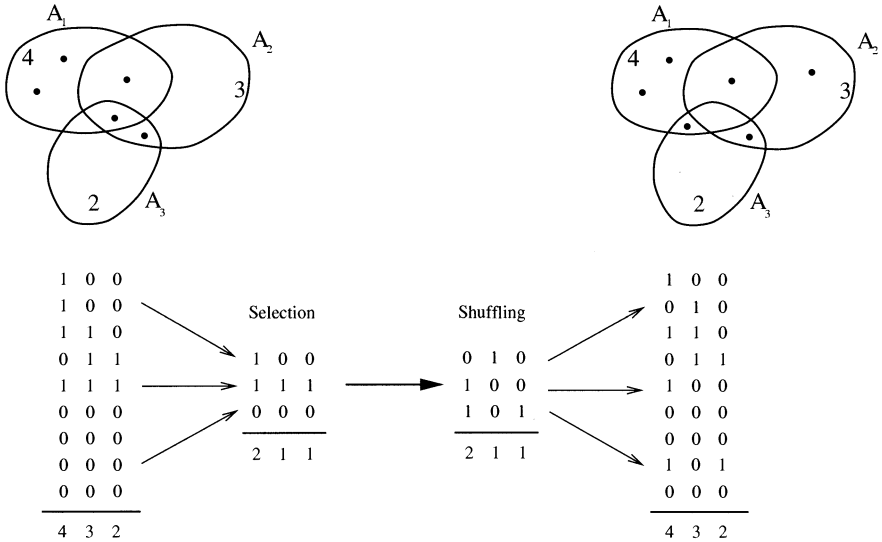 A1 A1
A2 A2
4 4
3 3
2 2
A3 A3
1 0 0 1 0 0
1 0 0 0 1 0
Selection Shuffling
1 1 0 1 1 0
0 1 1 1 0 0 0 1 0 0 1 1
1 1 1 1 1 1 1 0 0 1 0 0
0 0 0 0 0 0 1 0 1 0 0 0
0 0 0 0 0 0
2 1 1 2 1 1
0 0 0 1 0 1
0 0 0 0 0 0
4 3 2 4 3 2